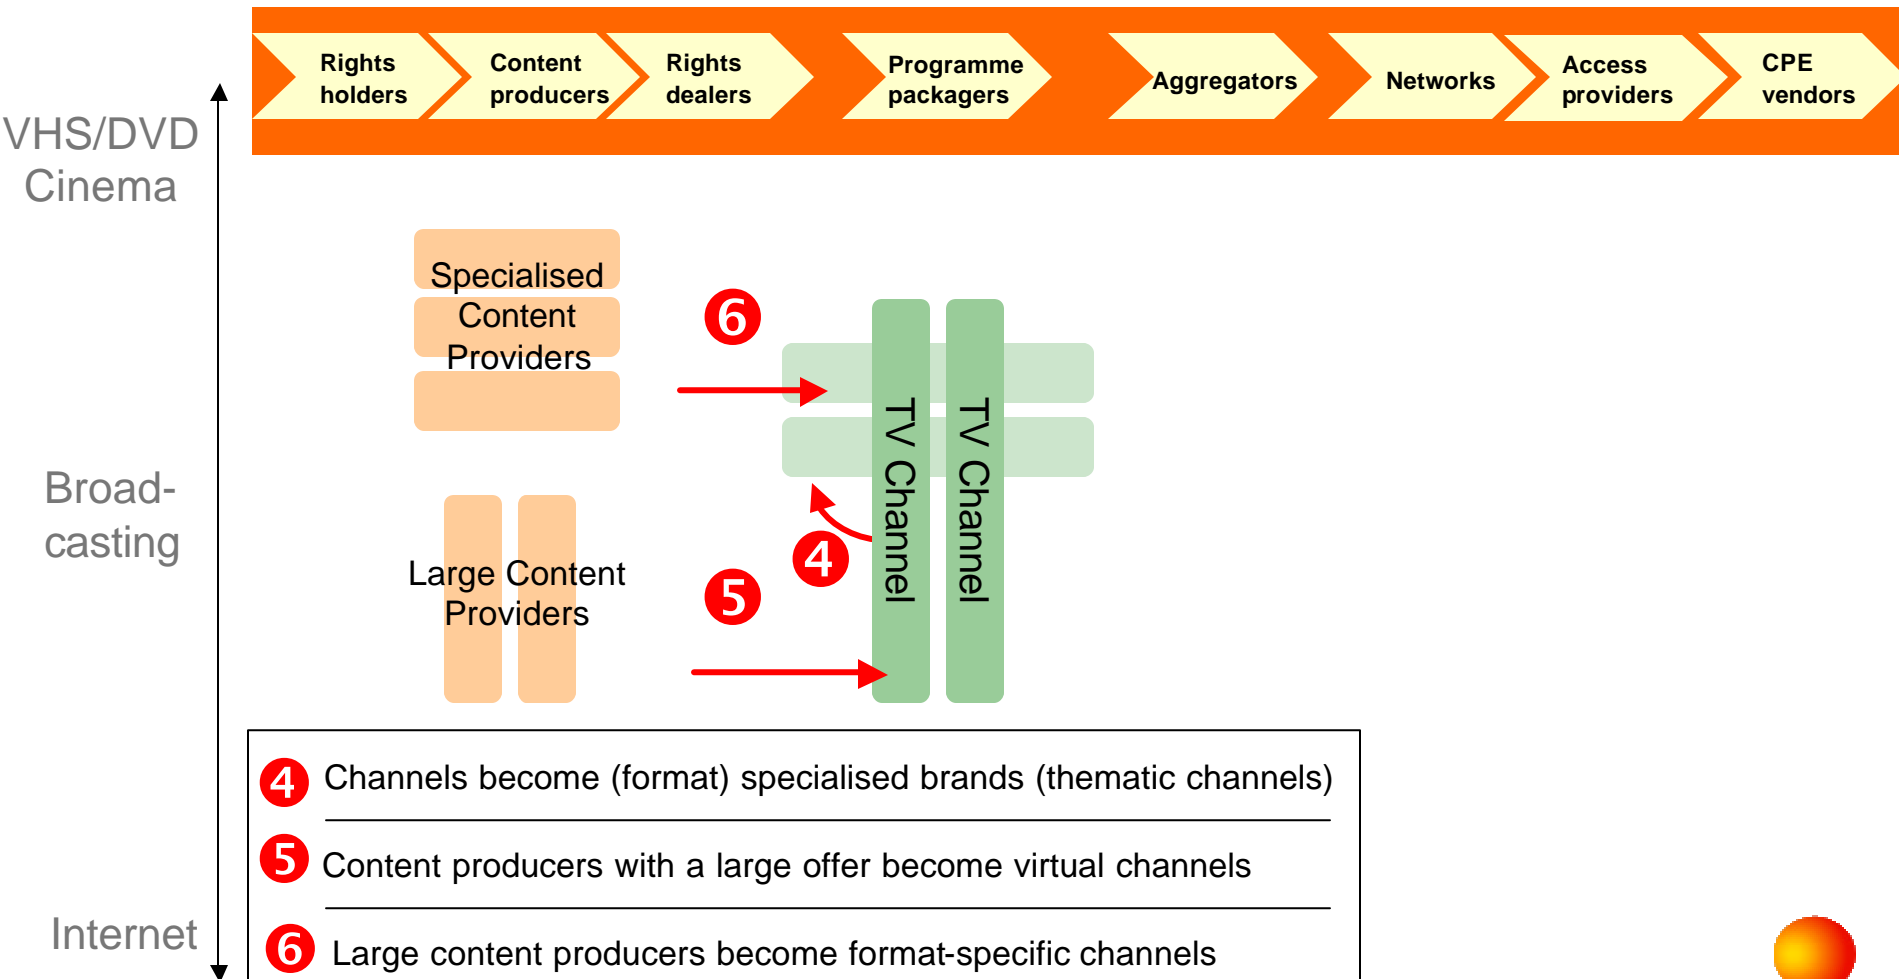 Rights
holders
Content
producers
Rights
dealers
Programme
packagers
Aggregators
Networks
Access
providers
CPE
vendors
VHS/DVD
Cinema
Broad-
casting
Internet
Specialised
Content
Providers
6
TV Channel
TV Channel
4
Large Content
Providers
5
4 Channels become (format) specialised brands (thematic channels)
5 Content producers with a large offer become virtual channels
6 Large content producers become format-specific channels